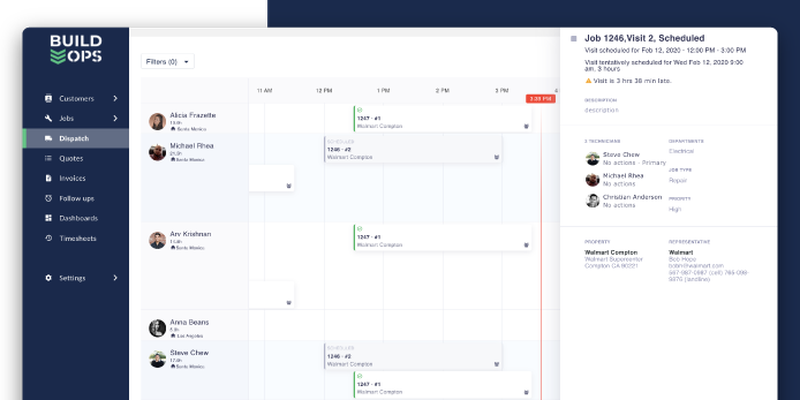 BUILD
OPS
Customers
Jobs
Dispatch
Quotes
Invoices
Follow ups
Dashboards
Timesheets
Settings
Filters (0)
11 AM 12 PM 1 PM 2 PM 3 PM 4
3:39 PM
Alicia Frazette
Santa Monica
1247 - #1
Walmart Compton
Michael Rhea
Santa Monica
SCHEDULED
1246 - #2
Walmart Compton
Arv Krishnan
Santa Monica
1247 - #1
Walmart Compton
Anna Beans
Los Angeles
Steve Chew
Santa Monica
SCHEDULED
1246 - #2
Walmart Compton
1247 - #1
Walmart Compton
Job 1246,Visit 2, Scheduled
Visit scheduled for Feb 12, 2020 - 12:00 PM - 3:00 PM
Visit tentatively scheduled for Wed Feb 12, 2020 9:00
am, 3 hours
Visit is 3 hrs 38 min late.
DESCRIPTION
description
3 TECHNICIANS
Steve Chew
No actions - Primary
Michael Rhea
No actions
Christian Anderson
No actions
DEPARTMENTS
Electrical
JOB TYPE
Repair
PRIORITY
High
PROPERTY
Walmart Compton
Walmart Supercenter
Compton CA 90221
REPRESENTATIVE
Walmart
Bob Hope
bobh@walmart.com
(landline)